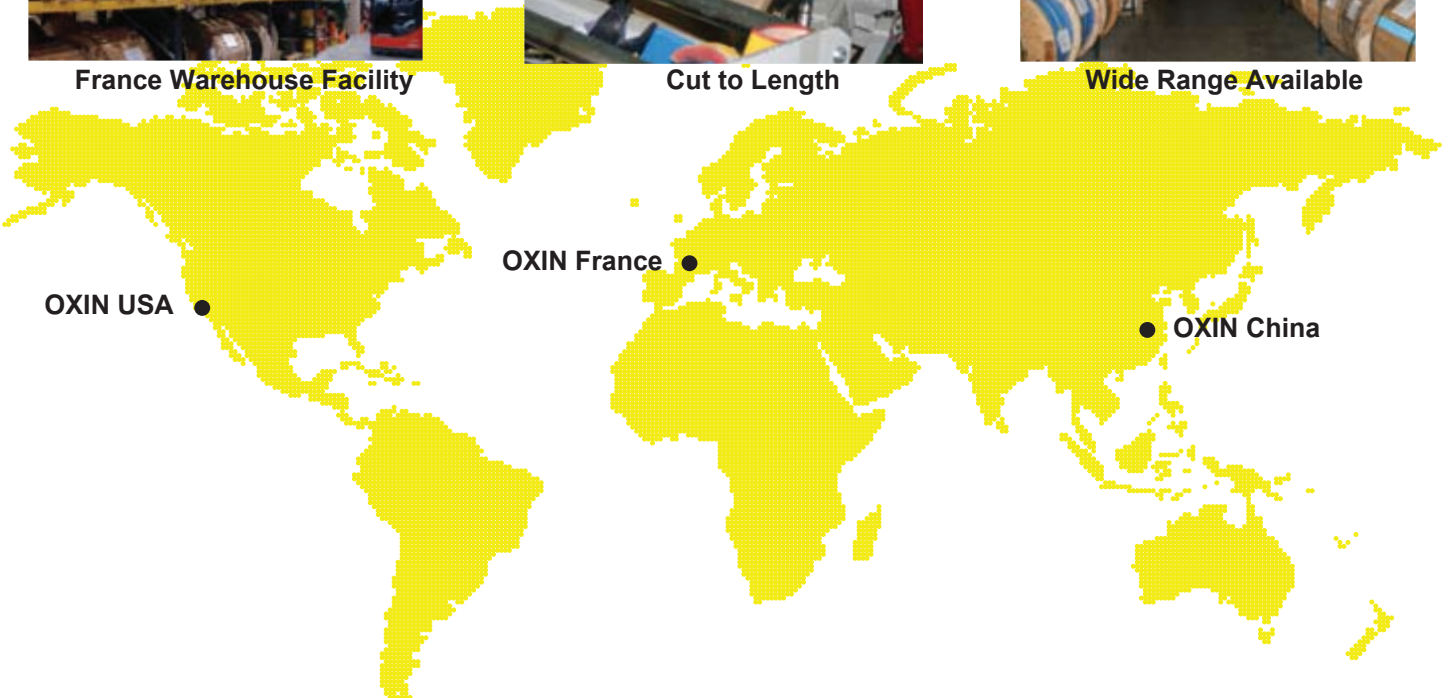 France Warehouse Facility
Cut to Length
Wide Range Available
OXIN France
OXIN USA
OXIN China